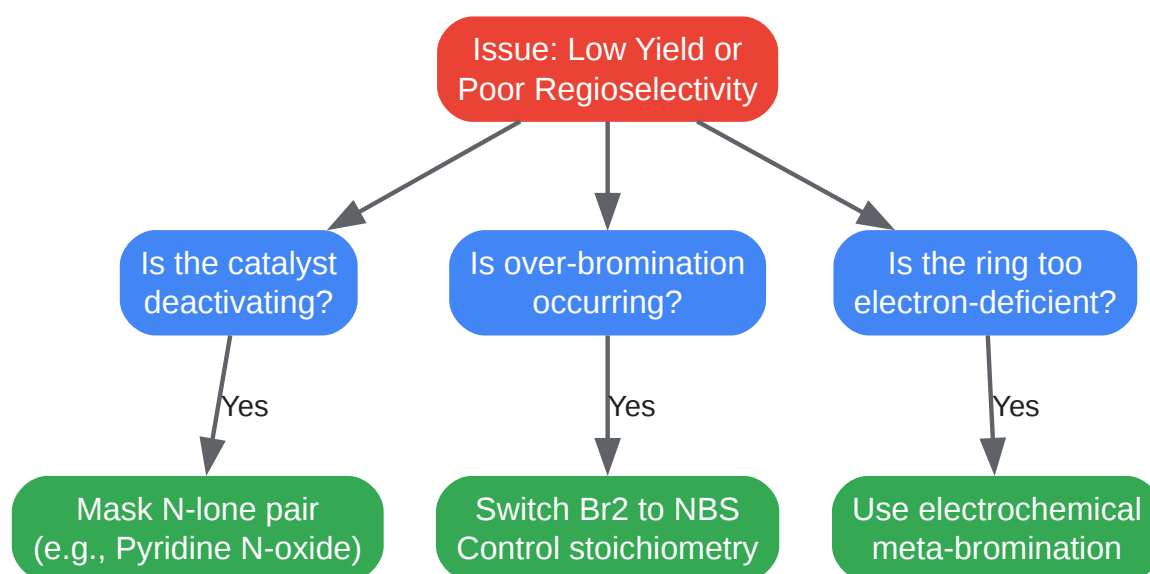 Issue: Low Yield or
Poor Regioselectivity
Is the catalyst
deactivating?
Is over-bromination
occurring?
Is the ring too
electron-deficient?
Yes
Yes
Yes
Mask N-lone pair
(e.g., Pyridine N-oxide)
Switch Br2 to NBS
Control stoichiometry
Use electrochemical
meta-bromination